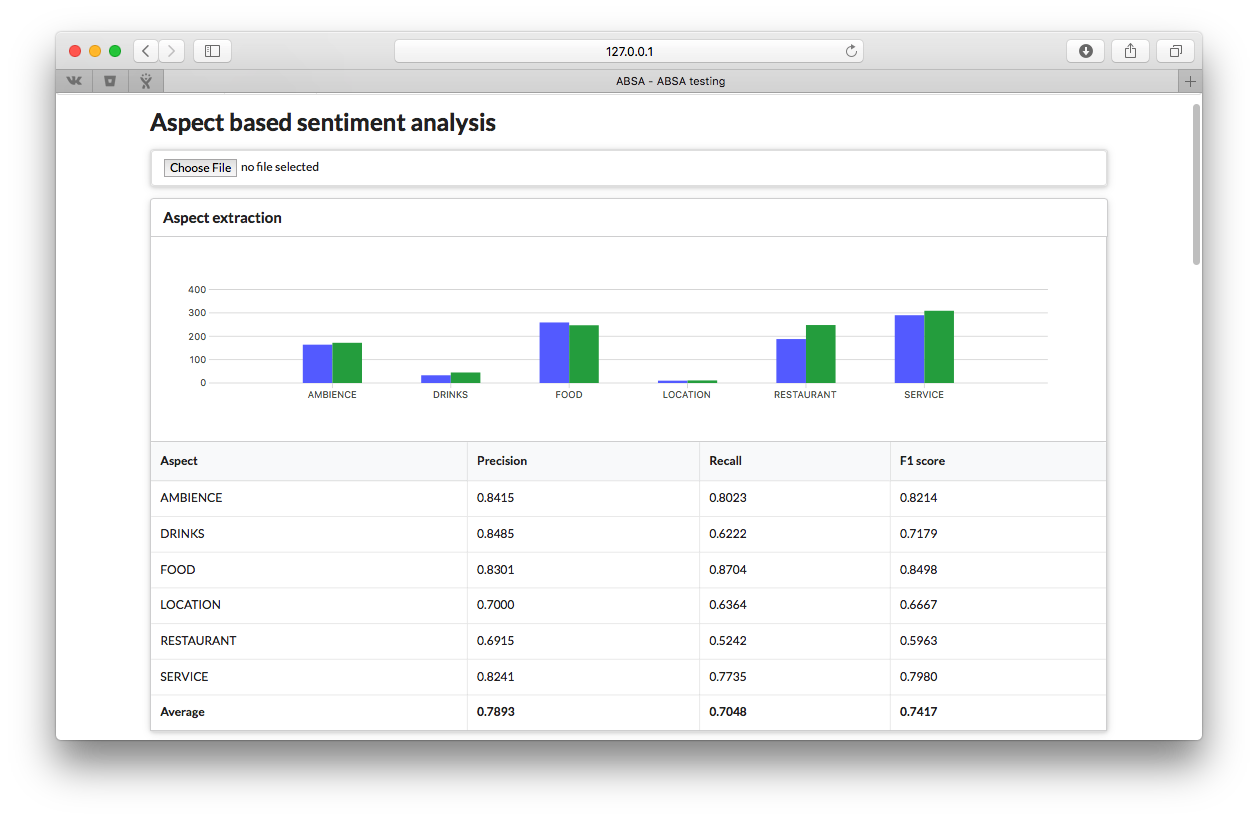 127.0.0.1
ABSA - ABSA testing
Aspect based sentiment analysis
Choose File no file selected
Aspect extraction
400
300
200
100
0
AMBIENCE DRINKS FOOD LOCATION RESTAURANT SERVICE
Aspect Precision Recall F1 score
AMBIENCE 0.8415 0.8023 0.8214
DRINKS 0.8485 0.6222 0.7179
FOOD 0.8301 0.8704 0.8498
LOCATION 0.7000 0.6364 0.6667
RESTAURANT 0.6915 0.5242 0.5963
SERVICE 0.8241 0.7735 0.7980
Average 0.7893 0.7048 0.7417